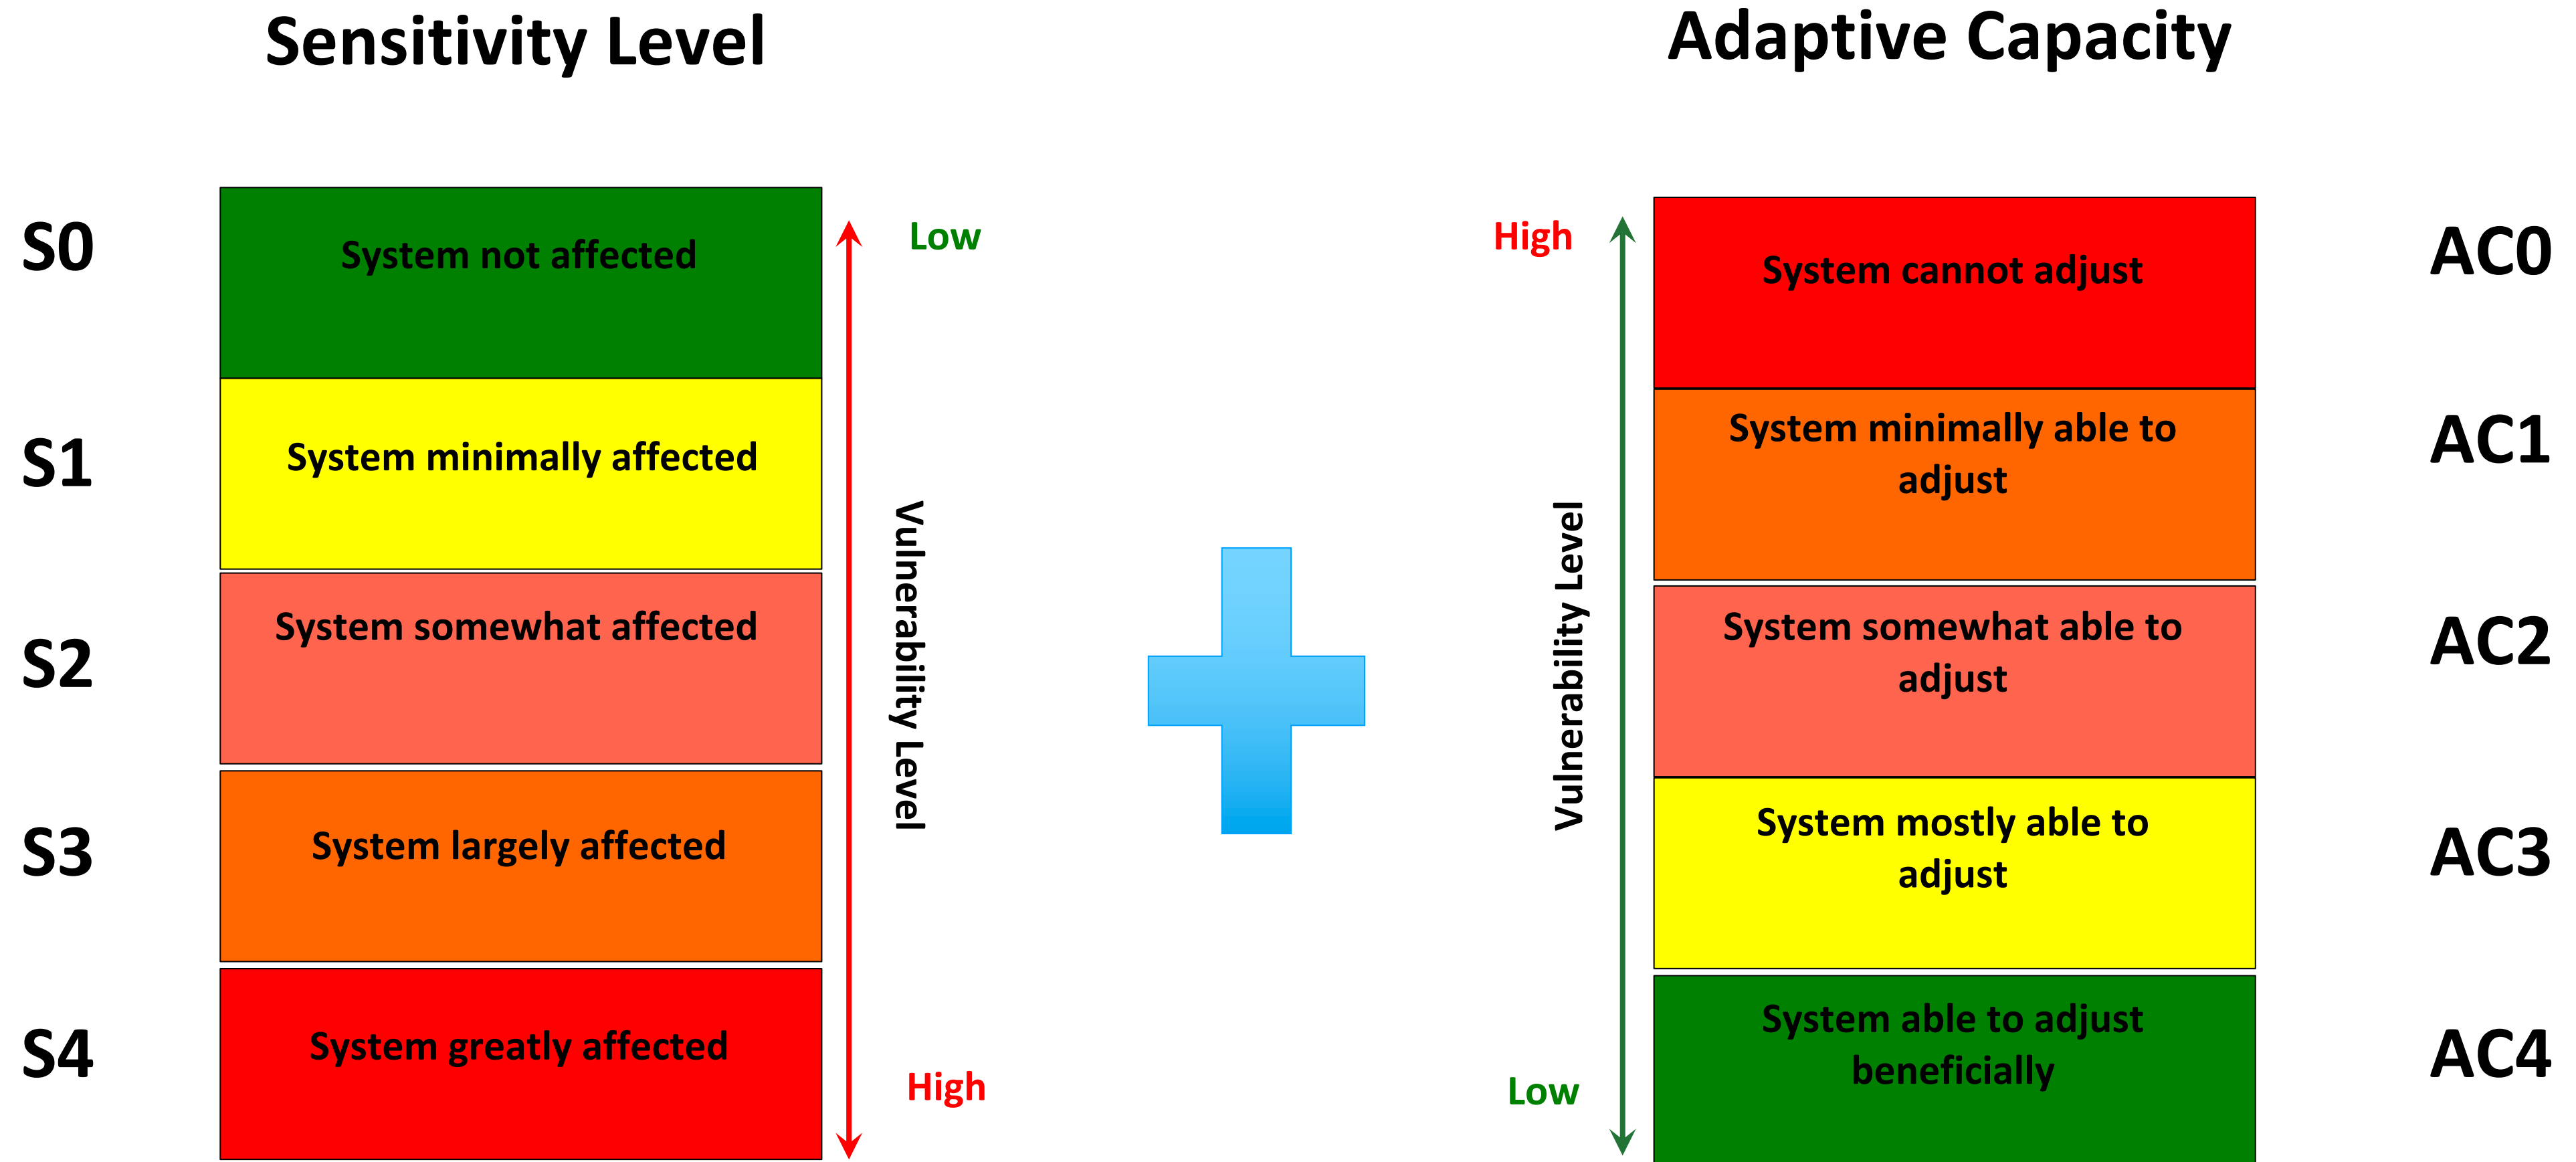 Sensitivity Level
S0
System not affected
S1
System minimally affected
S2
System somewhat affected
S3
System largely affected
S4
System greatly affected
Low
Vulnerability Level
High
Adaptive Capacity
High
Vulnerability Level
Low
System cannot adjust
AC0
System minimally able to
adjust
AC1
System somewhat able to
adjust
AC2
System mostly able to
adjust
AC3
System able to adjust
beneficially
AC4